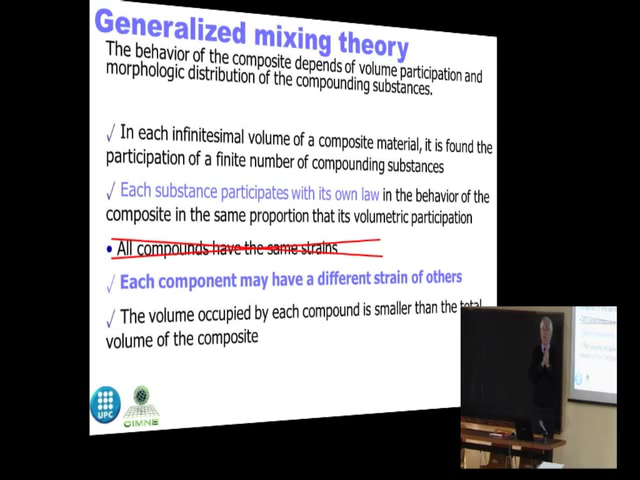 Generalized mixing theory
The behavior of the composite depends of volume participation and
morphologic distribution of the compounding substances.
√ In each infinitesimal volume of a composite material, it is found the
participation of a finite number of compounding substances
√ Each substance participates with its own law in the behavior of the
composite in the same proportion that its volumetric participation
• All compounds have the same strains
√ Each component may have a different strain of others
√ The volume occupied by each compound is smaller than the total
volume of the composite
UPC
CIMNE